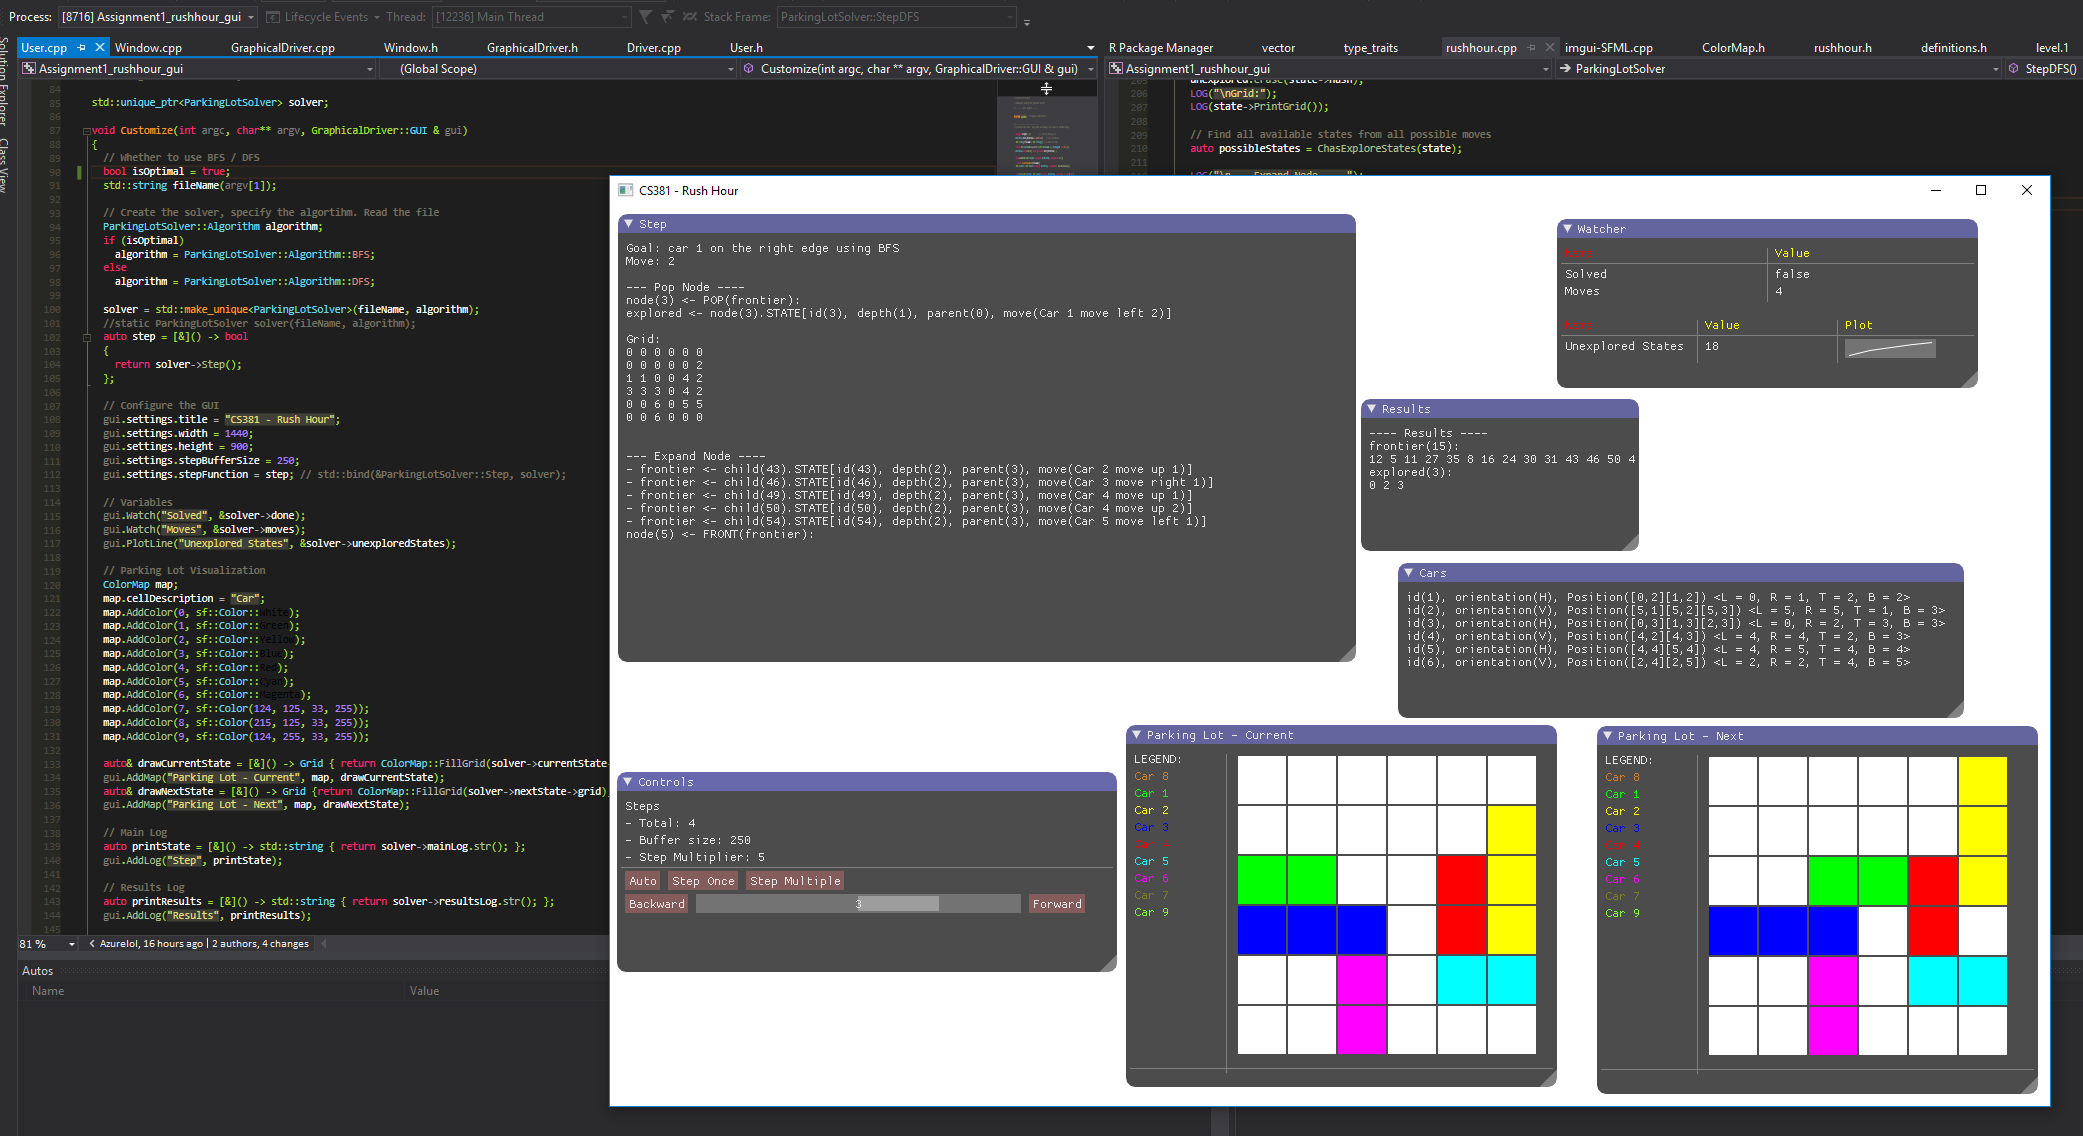 Process: [8716] Assignment1_rushhour_gui Lifecycle Events Thread: [12236] Main Thread Stack Frame: ParkingLotSolver::StepDFS
User.cpp Window.cpp GraphicalDriver.cpp Window.h GraphicalDriver.h Driver.cpp User.h
R Package Manager vector type_traits rushhour.cpp imgui-SFML.cpp ColorMap.h rushhour.h definitions.h level.1
Assignment1_rushhour_gui (Global Scope) Customize(int argc, char ** argv, GraphicalDriver::GUI & gui)
Assignment1_rushhour_gui ParkingLotSolver StepDFS()
Solution Explorer
Class View
84
85 std::unique_ptr<ParkingLotSolver> solver;
86
87 void Customize(int argc, char** argv, GraphicalDriver::GUI & gui)
88 {
89 // Whether to use BFS / DFS
90 bool isOptimal = true;
91 std::string fileName(argv[1]);
92
93 // Create the solver, specify the algortihm. Read the file
94 ParkingLotSolver::Algorithm algorithm;
95 if (isOptimal)
96 algorithm = ParkingLotSolver::Algorithm::BFS;
97 else
98 algorithm = ParkingLotSolver::Algorithm::DFS;
99
100 solver = std::make_unique<ParkingLotSolver>(fileName, algorithm);
101 //static ParkingLotSolver solver(fileName, algorithm);
102 auto step = [&]() -> bool
103 {
104 return solver->Step();
105 };
106
107 // Configure the GUI
108 gui.settings.title = "CS381 - Rush Hour";
109 gui.settings.width = 1440;
110 gui.settings.height = 900;
111 gui.settings.stepBufferSize = 250;
112 gui.settings.stepFunction = step; // std::bind(&ParkingLotSolver::Step, solver);
113
114 // Variables
115 gui.Watch("Solved", &solver->done);
116 gui.Watch("Moves", &solver->moves);
117 gui.PlotLine("Unexplored States", &solver->unexploredStates);
118
119 // Parking Lot Visualization
120 ColorMap map;
121 map.cellDescription = "Car";
122 map.AddColor(0, sf::Color::White);
123 map.AddColor(1, sf::Color::Green);
124 map.AddColor(2, sf::Color::Yellow);
125 map.AddColor(3, sf::Color::Blue);
126 map.AddColor(4, sf::Color::Red);
127 map.AddColor(5, sf::Color::Cyan);
128 map.AddColor(6, sf::Color::Magenta);
129 map.AddColor(7, sf::Color(124, 125, 33, 255));
130 map.AddColor(8, sf::Color(215, 125, 33, 255));
131 map.AddColor(9, sf::Color(124, 255, 33, 255));
132
133 auto& drawCurrentState = [&]() -> Grid { return ColorMap::FillGrid(solver->currentState
134 gui.AddMap("Parking Lot - Current", map, drawCurrentState);
135 auto& drawNextState = [&]() -> Grid {return ColorMap::FillGrid(solver->nextState->grid)
136 gui.AddMap("Parking Lot - Next", map, drawNextState);
137
138 // Main Log
139 auto printState = [&]() -> std::string { return solver->mainLog.str(); };
140 gui.AddLog("Step", printState);
141
142 // Results Log
143 auto printResults = [&]() -> std::string { return solver->resultsLog.str(); };
144 gui.AddLog("Results", printResults);
145
81 % Azurelol, 16 hours ago | 2 authors, 4 changes
Autos
Name Value
206 LOG("\nGrid:");
207 LOG(state->PrintGrid());
208
209 // Find all available states from all possible moves
210 auto possibleStates = ChasExploreStates(state);
211
CS381 - Rush Hour
Step
Goal: car 1 on the right edge using BFS
Move: 2
--- Pop Node ----
node(3) <- POP(frontier):
explored <- node(3).STATE[id(3), depth(1), parent(0), move(Car 1 move left 2)]
Grid:
0 0 0 0 0 0
0 0 0 0 0 2
1 1 0 0 4 2
3 3 3 0 4 2
0 0 6 0 5 5
0 0 6 0 0 0
--- Expand Node ----
- frontier <- child(43).STATE[id(43), depth(2), parent(3), move(Car 2 move up 1)]
- frontier <- child(46).STATE[id(46), depth(2), parent(3), move(Car 3 move right 1)]
- frontier <- child(49).STATE[id(49), depth(2), parent(3), move(Car 4 move up 1)]
- frontier <- child(50).STATE[id(50), depth(2), parent(3), move(Car 4 move up 2)]
- frontier <- child(54).STATE[id(54), depth(2), parent(3), move(Car 5 move left 1)]
node(5) <- FRONT(frontier):
Watcher
Value
Solved false
Moves 4
Value Plot
Unexplored States 18
Results
---- Results ----
frontier(15):
12 5 11 27 35 8 16 24 30 31 43 46 50 4
explored(3):
0 2 3
Cars
id(1), orientation(H), Position([0,2][1,2]) <L = 0, R = 1, T = 2, B = 2>
id(2), orientation(V), Position([5,1][5,2][5,3]) <L = 5, R = 5, T = 1, B = 3>
id(3), orientation(H), Position([0,3][1,3][2,3]) <L = 0, R = 2, T = 3, B = 3>
id(4), orientation(V), Position([4,2][4,3]) <L = 4, R = 4, T = 2, B = 3>
id(5), orientation(H), Position([4,4][5,4]) <L = 4, R = 5, T = 4, B = 4>
id(6), orientation(V), Position([2,4][2,5]) <L = 2, R = 2, T = 4, B = 5>
Controls
Steps
- Total: 4
- Buffer size: 250
- Step Multiplier: 5
Auto Step Once Step Multiple
Backward 3 Forward
Parking Lot - Current
LEGEND:
Car 8
Car 1
Car 2
Car 3
Car
Car 5
Car 6
Car 7
Car 9
Parking Lot - Next
LEGEND:
Car 8
Car 1
Car 2
Car 3
Car 4
Car 5
Car 6
Car 7
Car 9